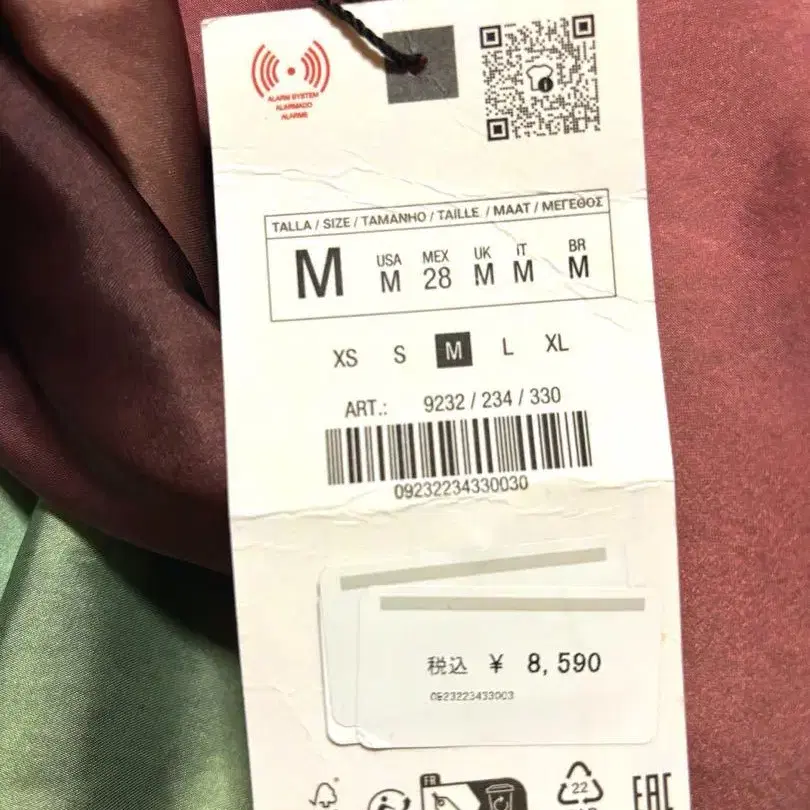 ALARM SYSTEM
ALARMADO
ALARME
TALLA / SIZE / TAMANHO / TAILLE / MAAT / ΜΕΓΕΘΟΣ
M USA M MEX 28 UK M IT M BR M
XS S M L XL
ART.: 9232 / 234 / 330
09232234330030
税込 ¥ 8,590
0923223433003
FR
22
EAC